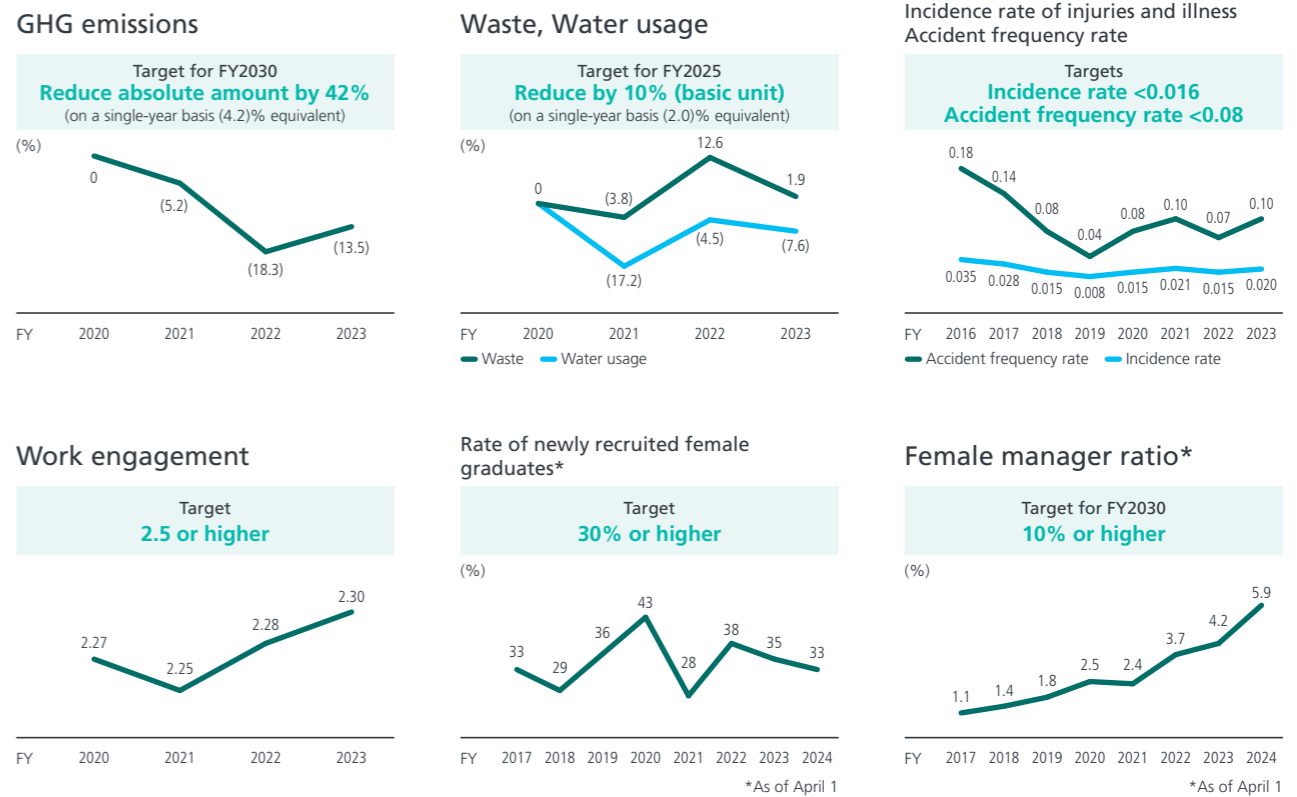 GHG emissions
Target for FY2030
Reduce absolute amount by 42%
(on a single-year basis (4.2)% equivalent)
(%)
0
(5.2)
(18.3)
(13.5)
FY 2020 2021 2022 2023
Waste, Water usage
Target for FY2025
Reduce by 10% (basic unit)
(on a single-year basis (2.0)% equivalent)
(%)
0
(3.8)
12.6
1.9
(17.2)
(4.5)
(7.6)
2020 2021 2022 2023
FY
Waste Water usage
Incidence rate of injuries and illness
Accident frequency rate
Targets
Incidence rate <0.016
Accident frequency rate <0.08
0.18 0.14 0.08 0.04 0.08 0.10 0.07 0.10
0.035 0.028 0.015 0.008 0.015 0.021 0.015 0.020
FY 2016 2017 2018 2019 2020 2021 2022 2023
Accident frequency rate Incidence rate
Work engagement
Target
2.5 or higher
2.27 2.25 2.28 2.30
FY 2020 2021 2022 2023
Rate of newly recruited female
graduates*
Target
30% or higher
(%)
33 29 36 43 28 38 35 33
FY 2017 2018 2019 2020 2021 2022 2023 2024
*As of April 1
Female manager ratio*
Target for FY2030
10% or higher
(%)
1.1 1.4 1.8 2.5 2.4 3.7 4.2 5.9
FY 2017 2018 2019 2020 2021 2022 2023 2024
*As of April 1